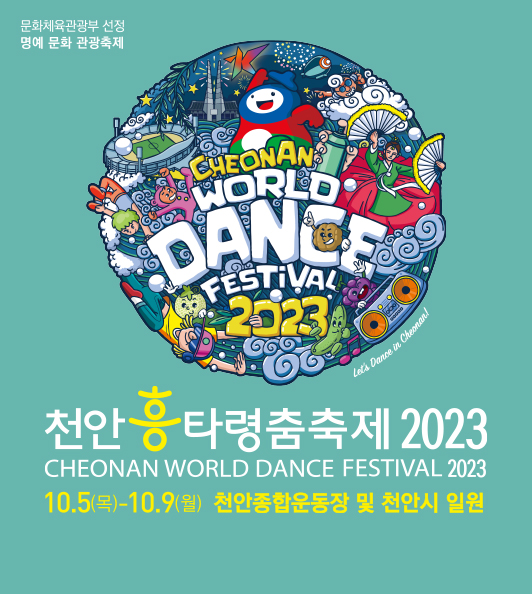 문화체육관광부 선정
명예 문화 관광축제
CHEONAN
WORLD
DANCE
FESTIVAL
2023
Let's Dance in Cheonan!
천안흥타령춤축제 2023
CHEONAN WORLD DANCE FESTIVAL 2023
10.5(목)-10.9(월) 천안종합운동장 및 천안시 일원